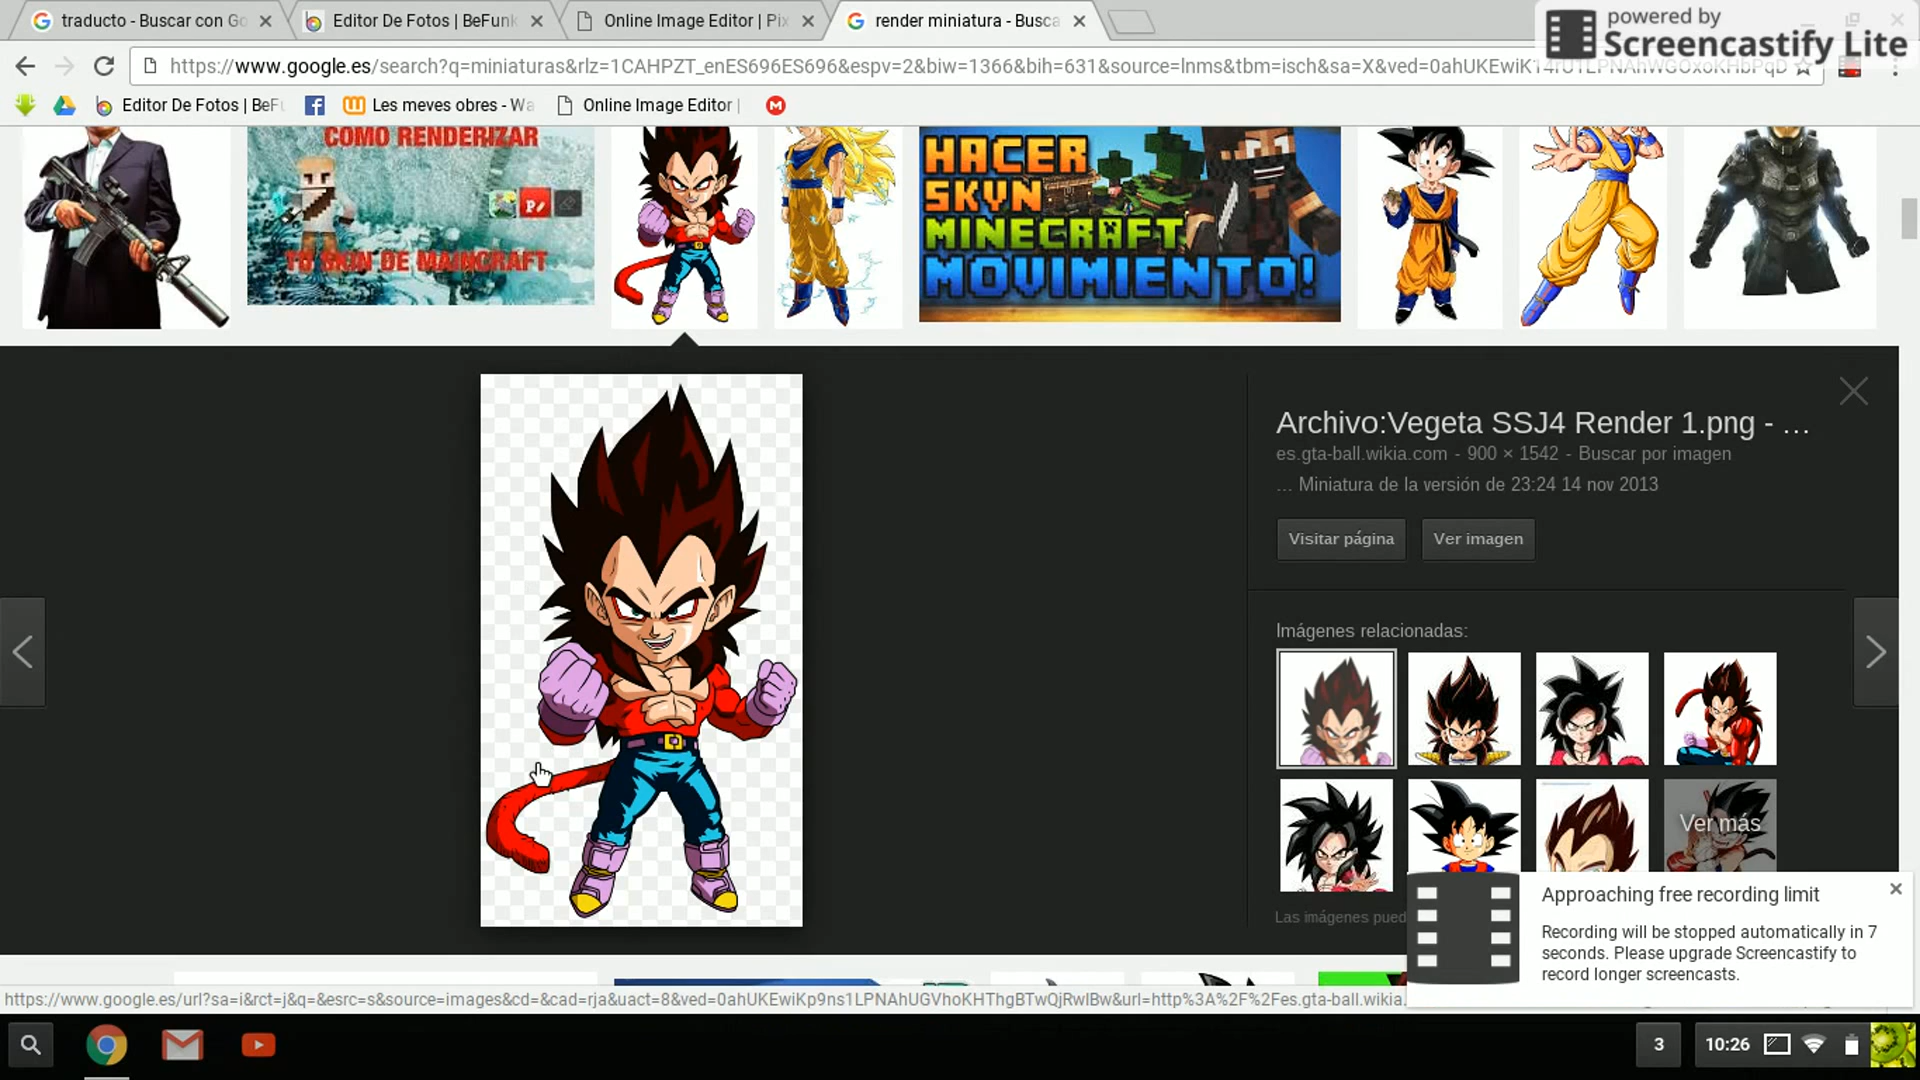 traducto - Buscar con Go
Editor De Fotos | BeFunk
Online Image Editor | Pix
render miniatura - Busca
powered by
Screencastify Lite
https://www.google.es/search?q=miniaturas&rlz=1CAHPZT_enES696ES696&espv=2&biw=1366&bih=631&source=lnms&tbm=isch&sa=X&ved=
Editor De Fotos | BeFu
Les meves obres - Wa
Online Image Editor |
COMO RENDERIZAR
TU SKIN DE MAINCRAFT
HACER
SKYN
MINECRAFT
MOVIMIENTO!
Archivo:Vegeta SSJ4 Render 1.png - ...
es.gta-ball.wikia.com - 900 × 1542 - Buscar por imagen
... Miniatura de la versión de 23:24 14 nov 2013
Visitar página
Ver imagen
Imágenes relacionadas:
Ver más
Las imágenes pued
Approaching free recording limit
Recording will be stopped automatically in 7
seconds. Please upgrade Screencastify to
record longer screencasts.
https://www.google.es/url?sa=i&rct=j&q=&esrc=s&source=images&cd=&cad=rja&uact=8&ved=0ahUKEwiKp9ns1LPNAhUGVhoKHThgBTwQjRwIBw&url=http%3A%2F%2Fes.gta-ball.wikia.
3
10:26